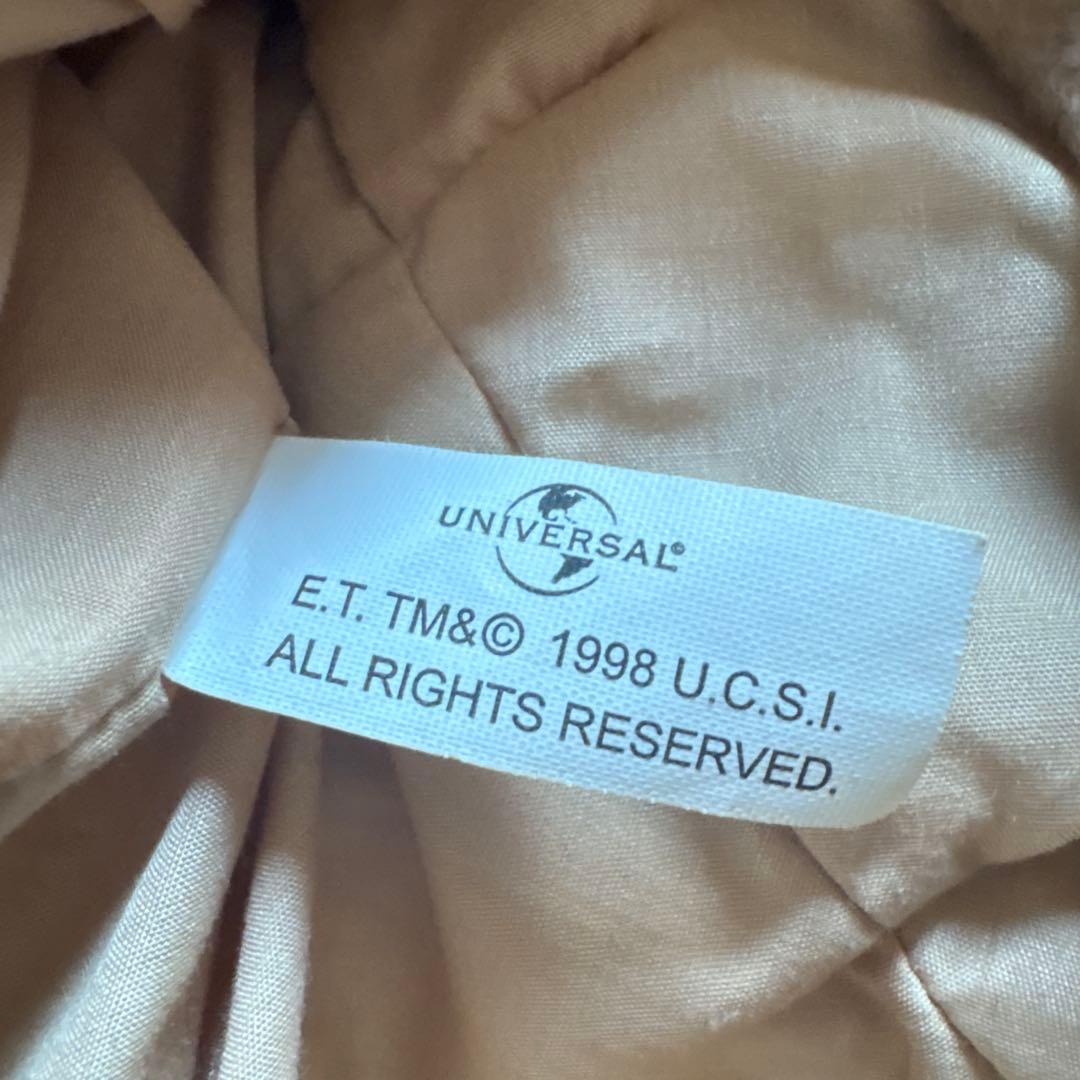 UNIVERSAL®
E.T. TM&© 1998 U.C.S.I.
ALL RIGHTS RESERVED.